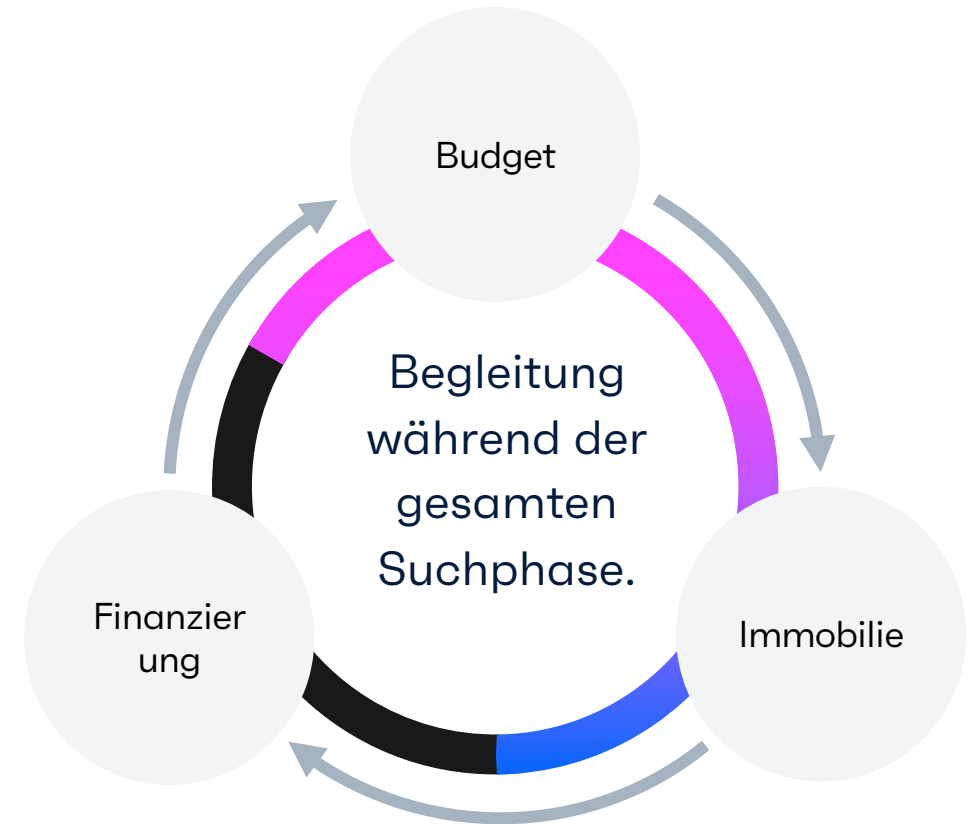 Budget
Begleitung
während der
gesamten
Suchphase.
Finanzier
ung
Immobilie